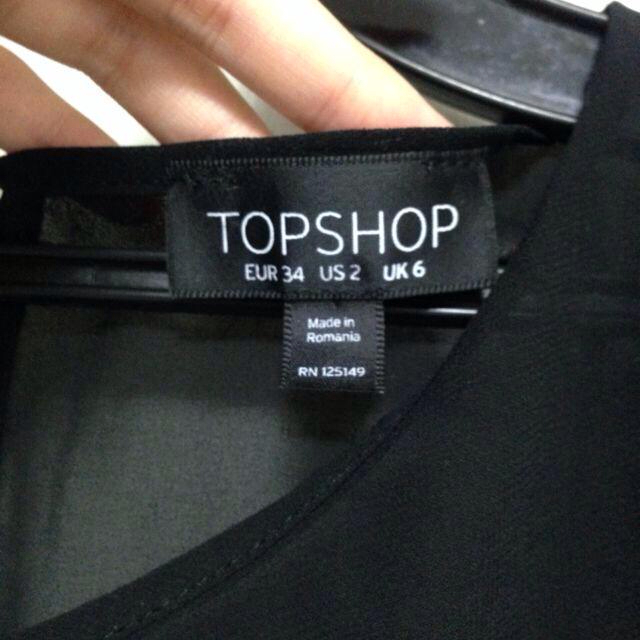 TOPSHOP
EUR 34 US 2 UK 6
Made in
Romania
RN 125149